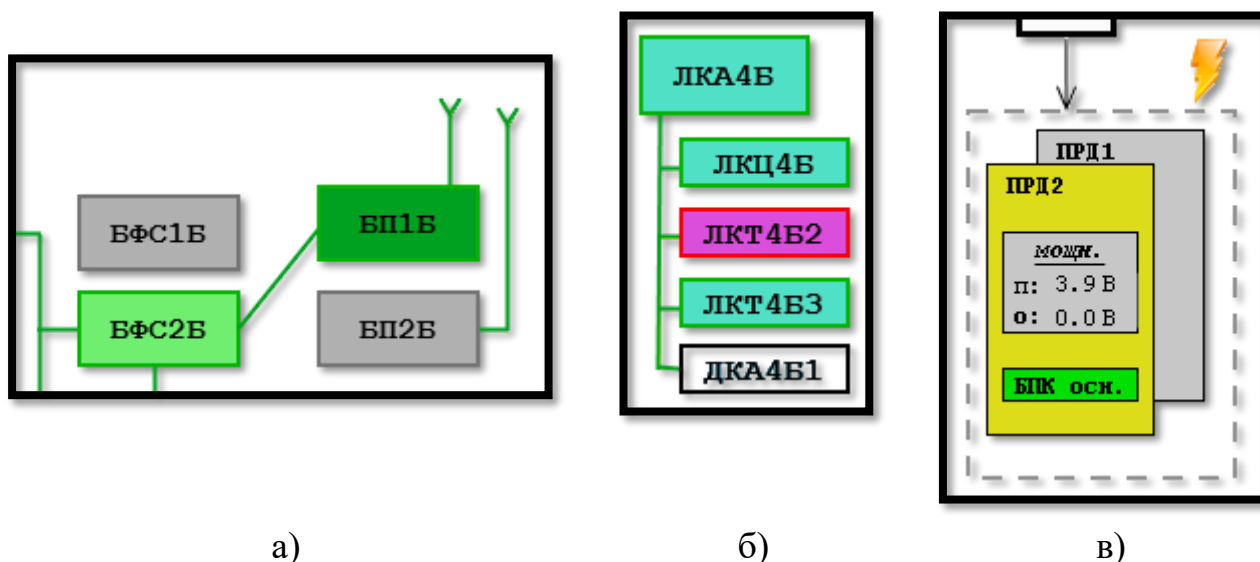 БФС1Б
БП1Б
БФС2Б
БП2Б
ЛКА4Б
ЛКЦ4Б
ЛКТ4Б2
ЛКТ4Б3
ДКА4Б1
ПРД1
ПРД2
мощн.
п: 3.9 В
о: 0.0 В
БПК осн.
а)
б)
в)